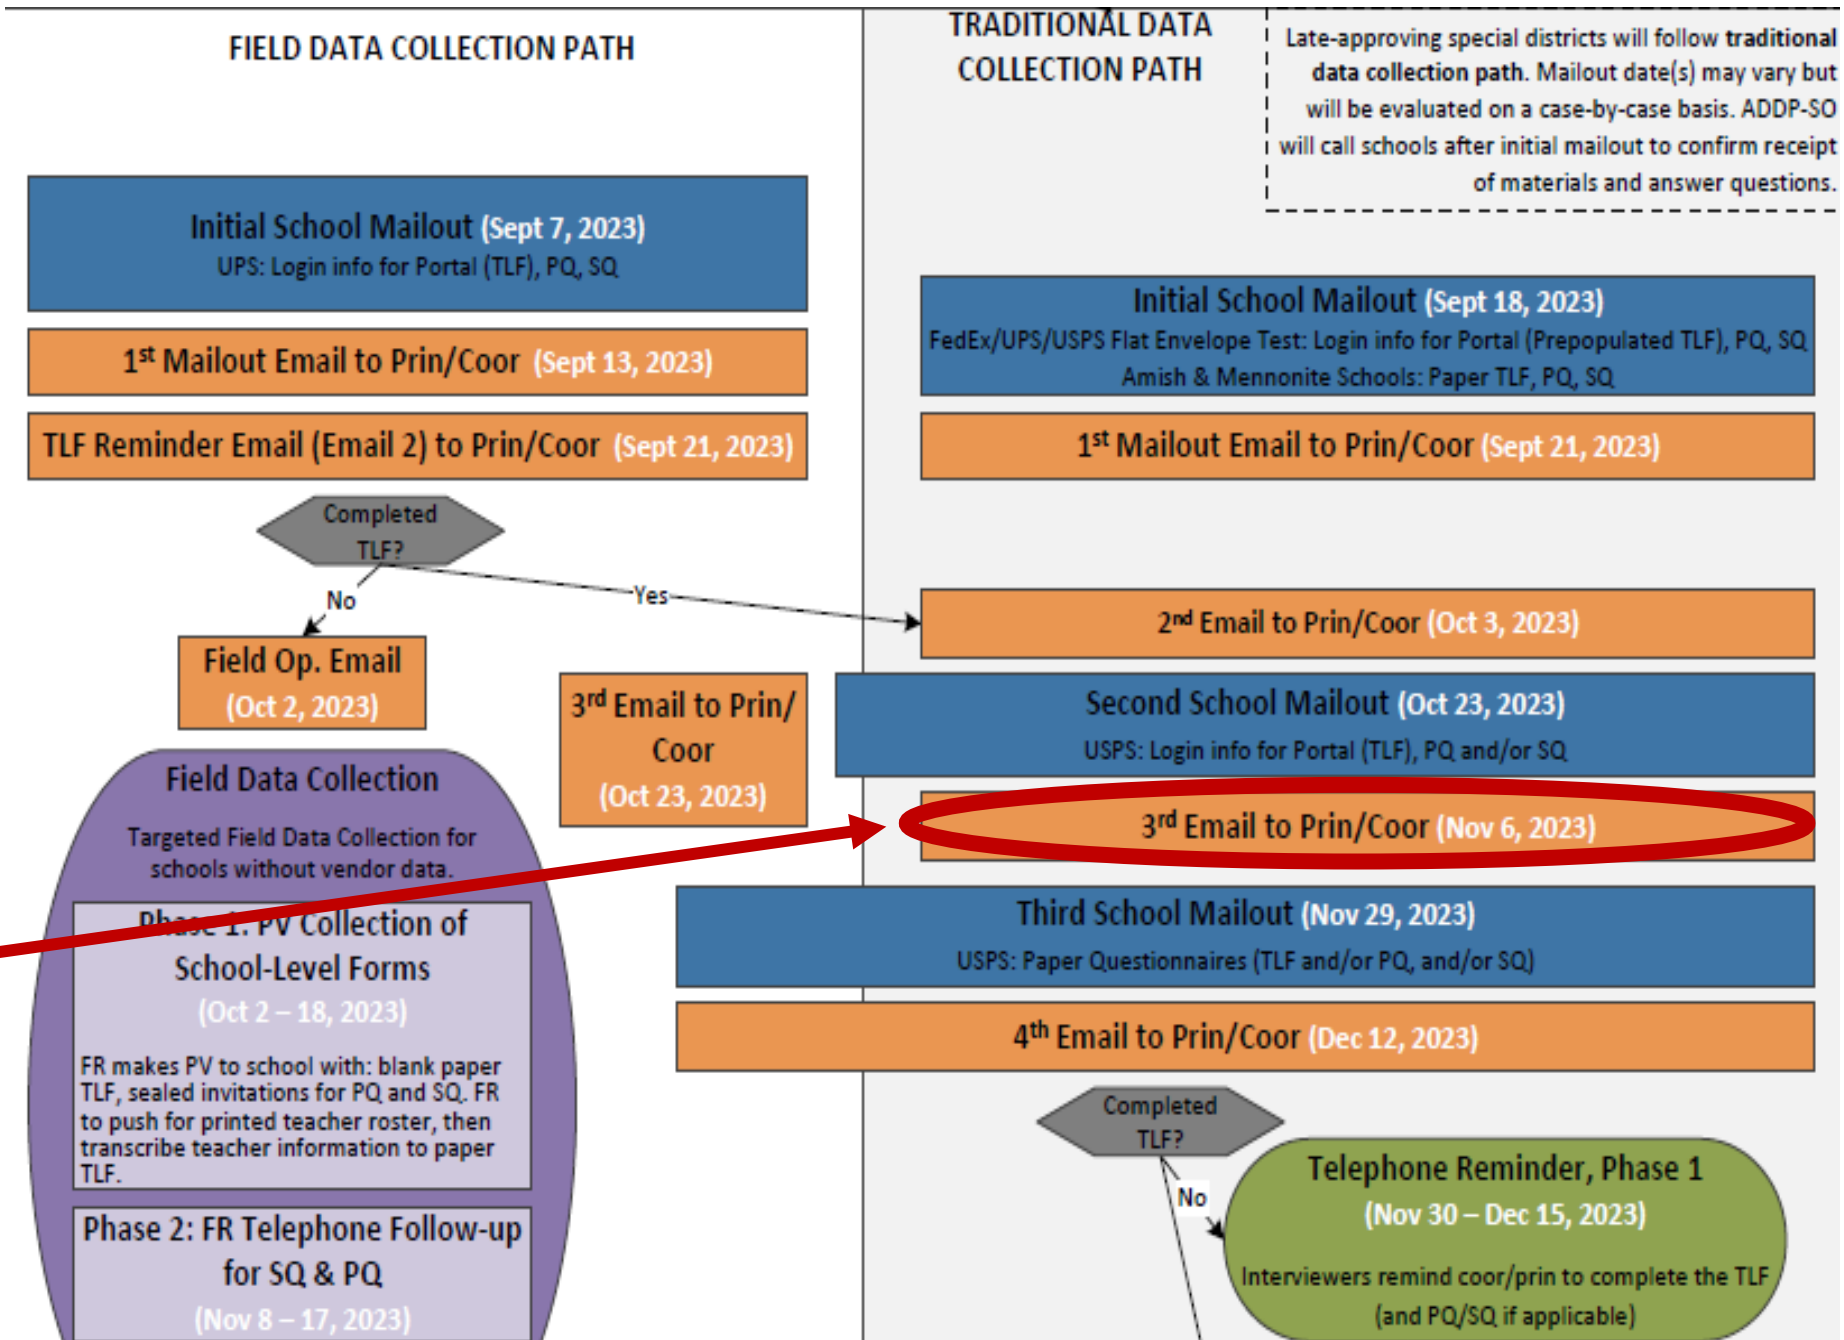 FIELD DATA COLLECTION PATH
Initial School Mailout (Sept 7, 2023)
UPS: Login info for Portal (TLF), PQ, SQ
1st Mailout Email to Prin/Coor (Sept 13, 2023)
TLF Reminder Email (Email 2) to Prin/Coor (Sept 21, 2023)
Completed
TLF?
No
Yes
Field Op. Email
(Oct 2, 2023)
3rd Email to Prin/
Coor
(Oct 23, 2023)
Field Data Collection
Targeted Field Data Collection for
schools without vendor data.
Phase 1: PV Collection of
School-Level Forms
(Oct 2 – 18, 2023)
FR makes PV to school with: blank paper
TLF, sealed invitations for PQ and SQ. FR
to push for printed teacher roster, then
transcribe teacher information to paper
TLF.
Phase 2: FR Telephone Follow-up
for SQ & PQ
(Nov 8 – 17, 2023)
TRADITIONAL DATA
COLLECTION PATH
Late-approving special districts will follow traditional
data collection path. Mailout date(s) may vary but
will be evaluated on a case-by-case basis. ADDP-SO
will call schools after initial mailout to confirm receipt
of materials and answer questions.
Initial School Mailout (Sept 18, 2023)
FedEx/UPS/USPS Flat Envelope Test: Login info for Portal (Prepopulated TLF), PQ, SQ
Amish & Mennonite Schools: Paper TLF, PQ, SQ
1st Mailout Email to Prin/Coor (Sept 21, 2023)
2nd Email to Prin/Coor (Oct 3, 2023)
Second School Mailout (Oct 23, 2023)
USPS: Login info for Portal (TLF), PQ and/or SQ
3rd Email to Prin/Coor (Nov 6, 2023)
Third School Mailout (Nov 29, 2023)
USPS: Paper Questionnaires (TLF and/or PQ, and/or SQ)
4th Email to Prin/Coor (Dec 12, 2023)
Completed
TLF?
No
Telephone Reminder, Phase 1
(Nov 30 – Dec 15, 2023)
Interviewers remind coor/prin to complete the TLF
(and PQ/SQ if applicable)